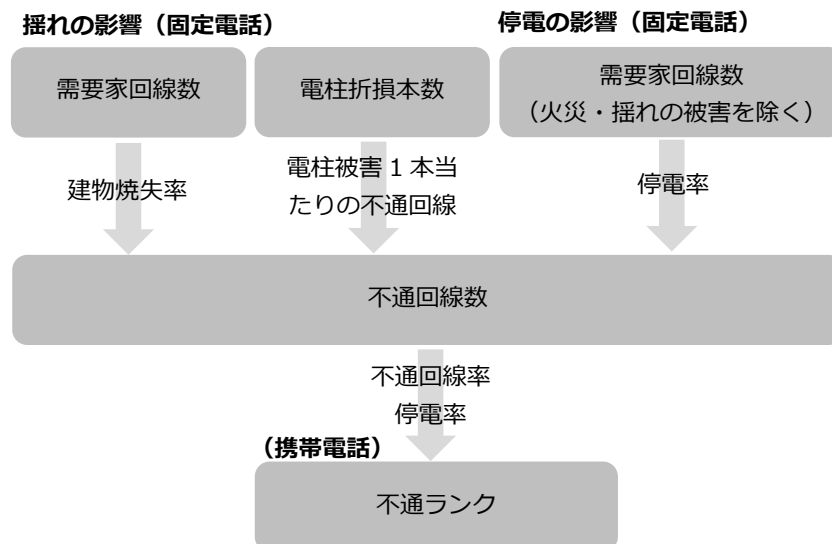 揺れの影響（固定電話）
停電の影響（固定電話）
需要家回線数
電柱折損本数
需要家回線数
（火災・揺れの被害を除く）
建物焼失率
電柱被害１本当
たりの不通回線
停電率
不通回線数
不通回線率
停電率
（携帯電話）
不通ランク